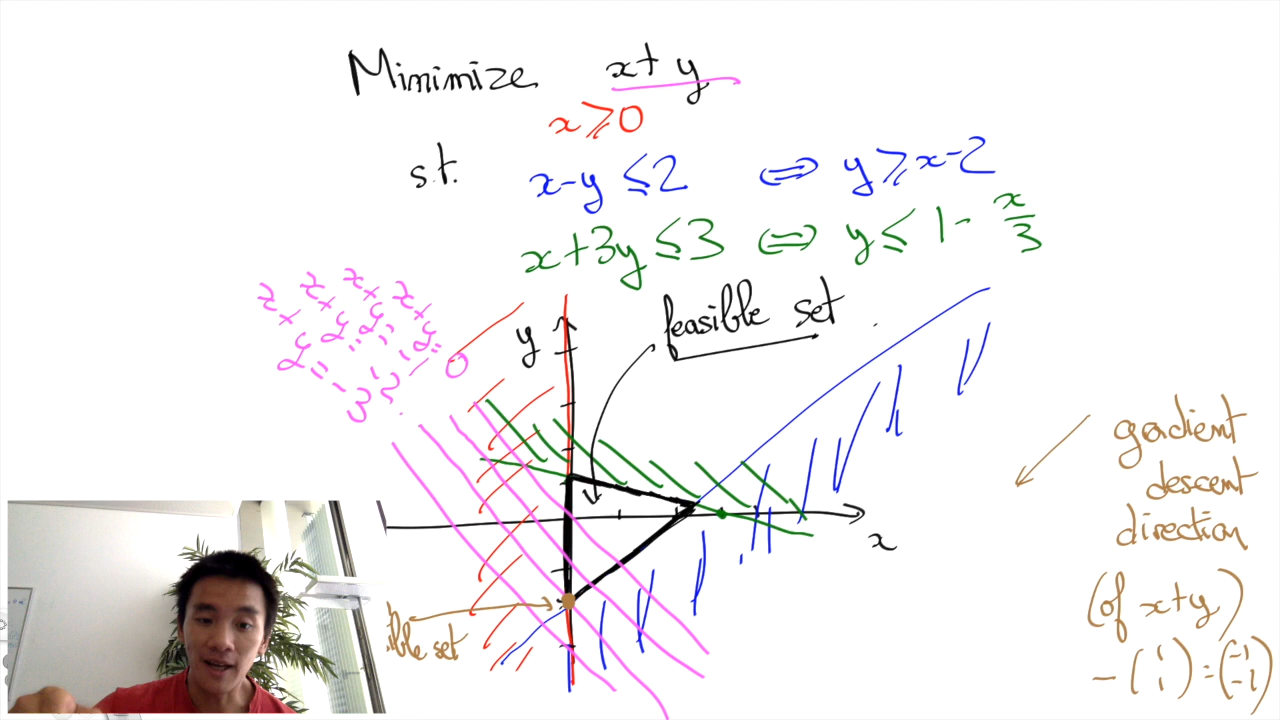 Minimize x+y
x⩾0
s.t. x-y ≤2 ⇔ y⩾x-2
x+3y ≤3 ⇔ y≤ 1- x/3
x+y=-3
x+y=-2
x+y=-1
x+y=0
feasible set
y
x
gradient
descent
direction
(of x+y)
-(1 1) = (-1 -1)
set